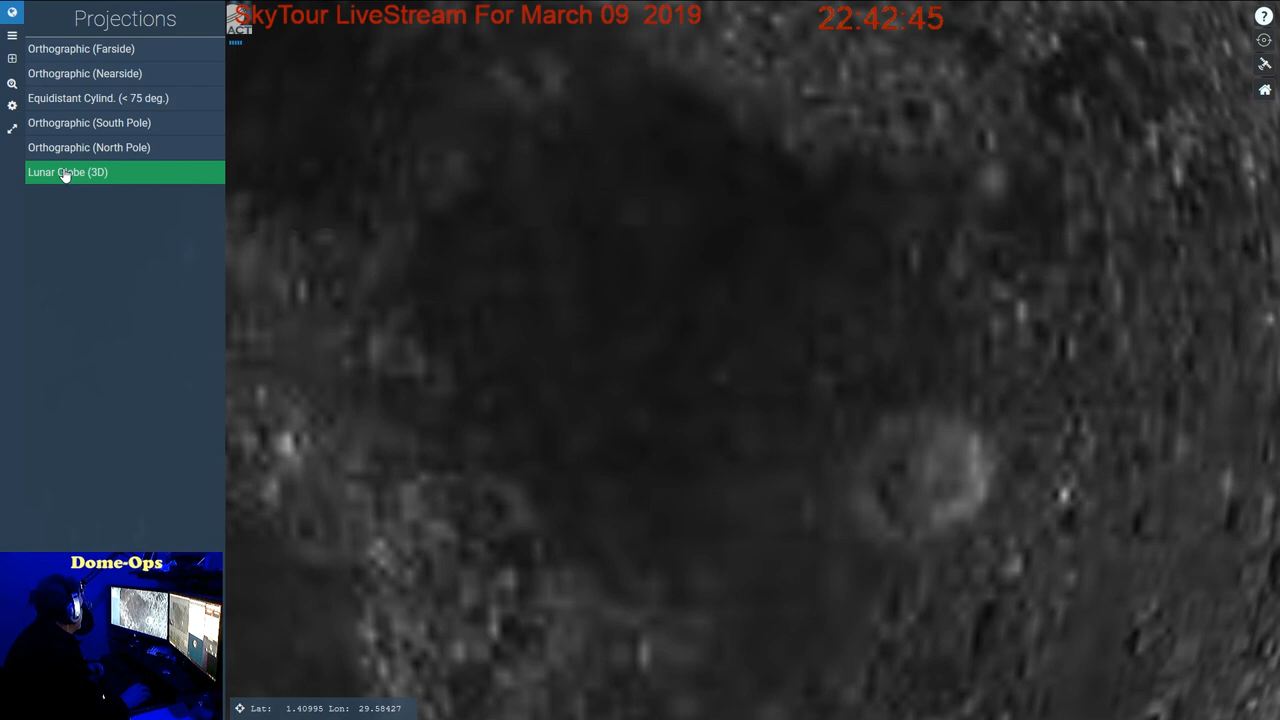 Projections
SkyTour LiveStream For March 09 2019
22:42:45
ACT
?
Orthographic (Farside)
Orthographic (Nearside)
Equidistant Cylind. (< 75 deg.)
Orthographic (South Pole)
Orthographic (North Pole)
Lunar Globe (3D)
Dome-Ops
Lat: 1.40995 Lon: 29.58427